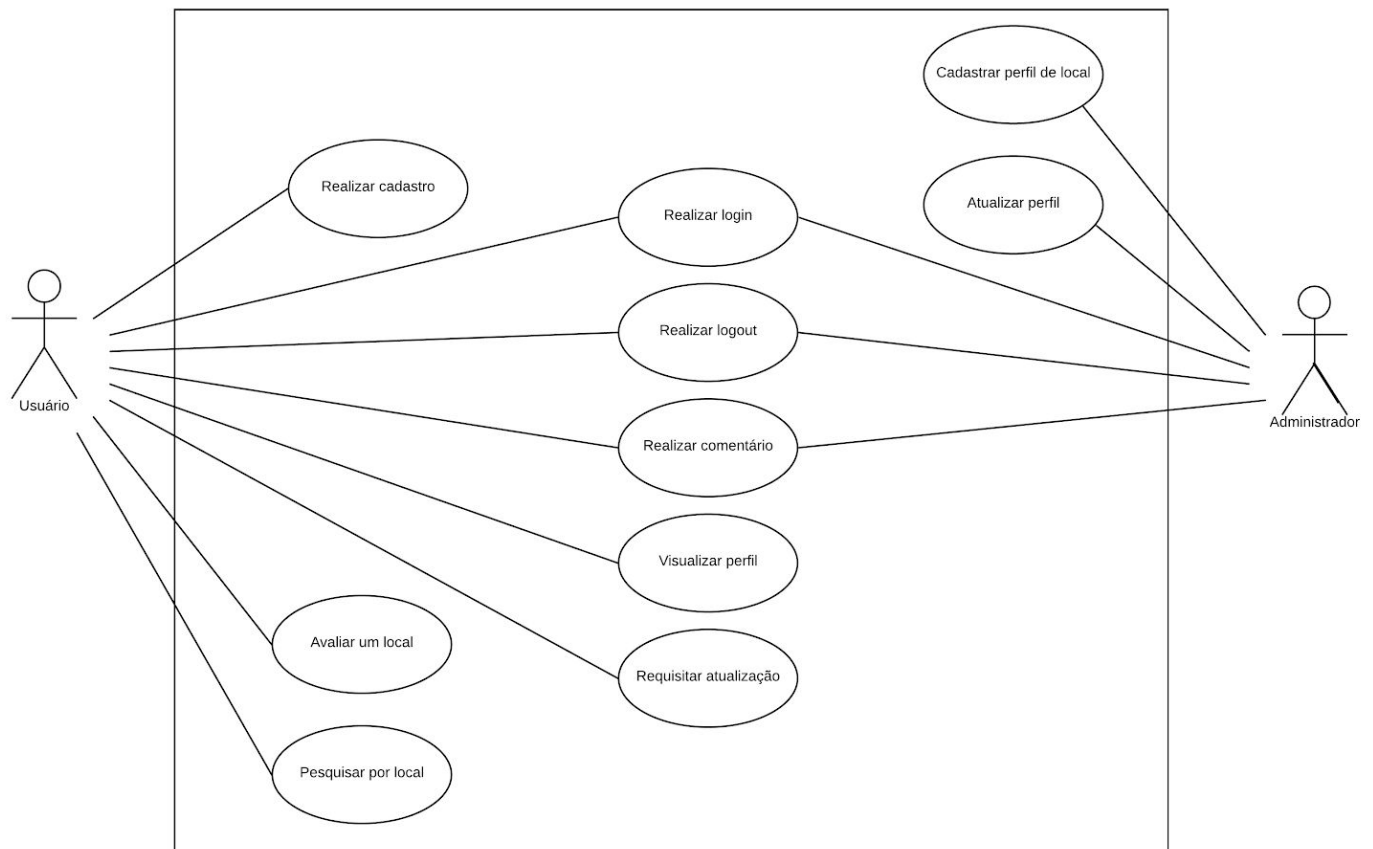 Cadastrar perfil de local
Realizar cadastro
Realizar login
Atualizar perfil
Realizar logout
Usuário
Administrador
Realizar comentário
Visualizar perfil
Avaliar um local
Requisitar atualização
Pesquisar por local